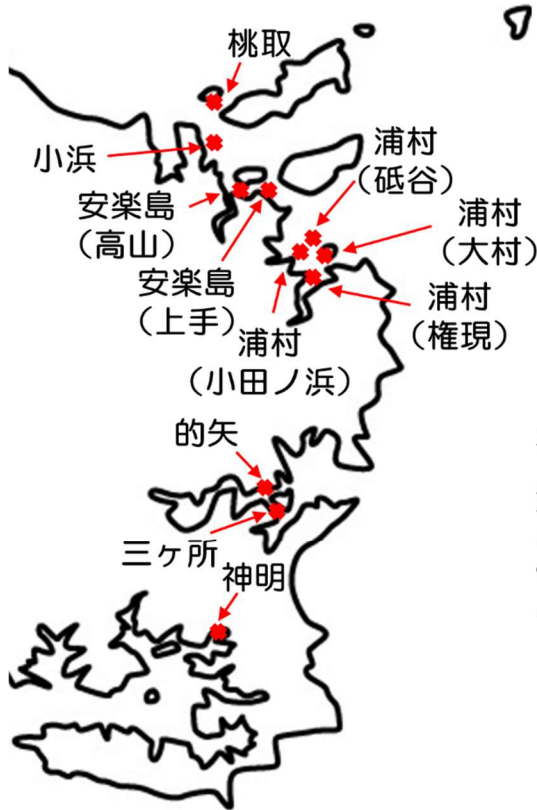 桃取
小浜
浦村
（砥谷）
安楽島
（高山）
浦村
（大村）
安楽島
（上手）
浦村
（権現）
浦村
（小田ノ浜）
的矢
三ヶ所
神明